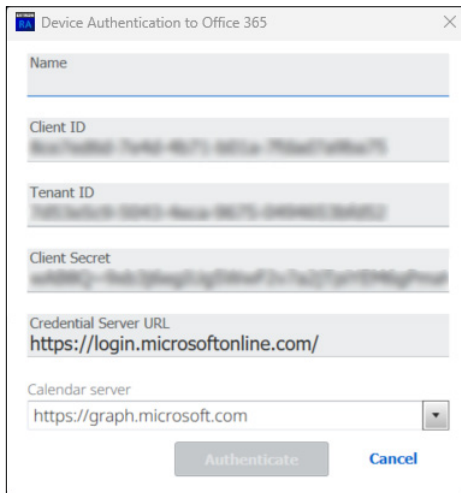 RA Device Authentication to Office 365
Name
Client ID
Tenant ID
Client Secret
Credential Server URL
https://login.microsoftonline.com/
Calendar server
https://graph.microsoft.com
Authenticate Cancel